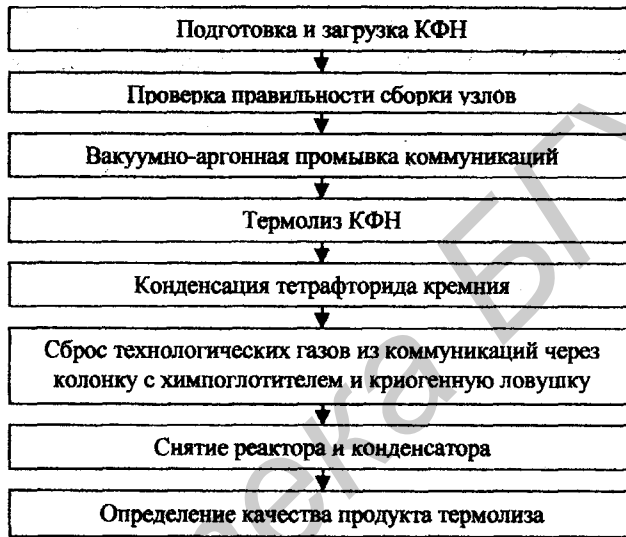 Подготовка и загрузка КФН
Проверка правильности сборки узлов
Вакуумно-аргонная промывка коммуникаций
Термолиз КФН
Конденсация тетрафторида кремния
Сброс технологических газов из коммуникаций через
колонку с химпоглотителем и криогенную ловушку
Снятие реактора и конденсатора
Определение качества продукта термолиза